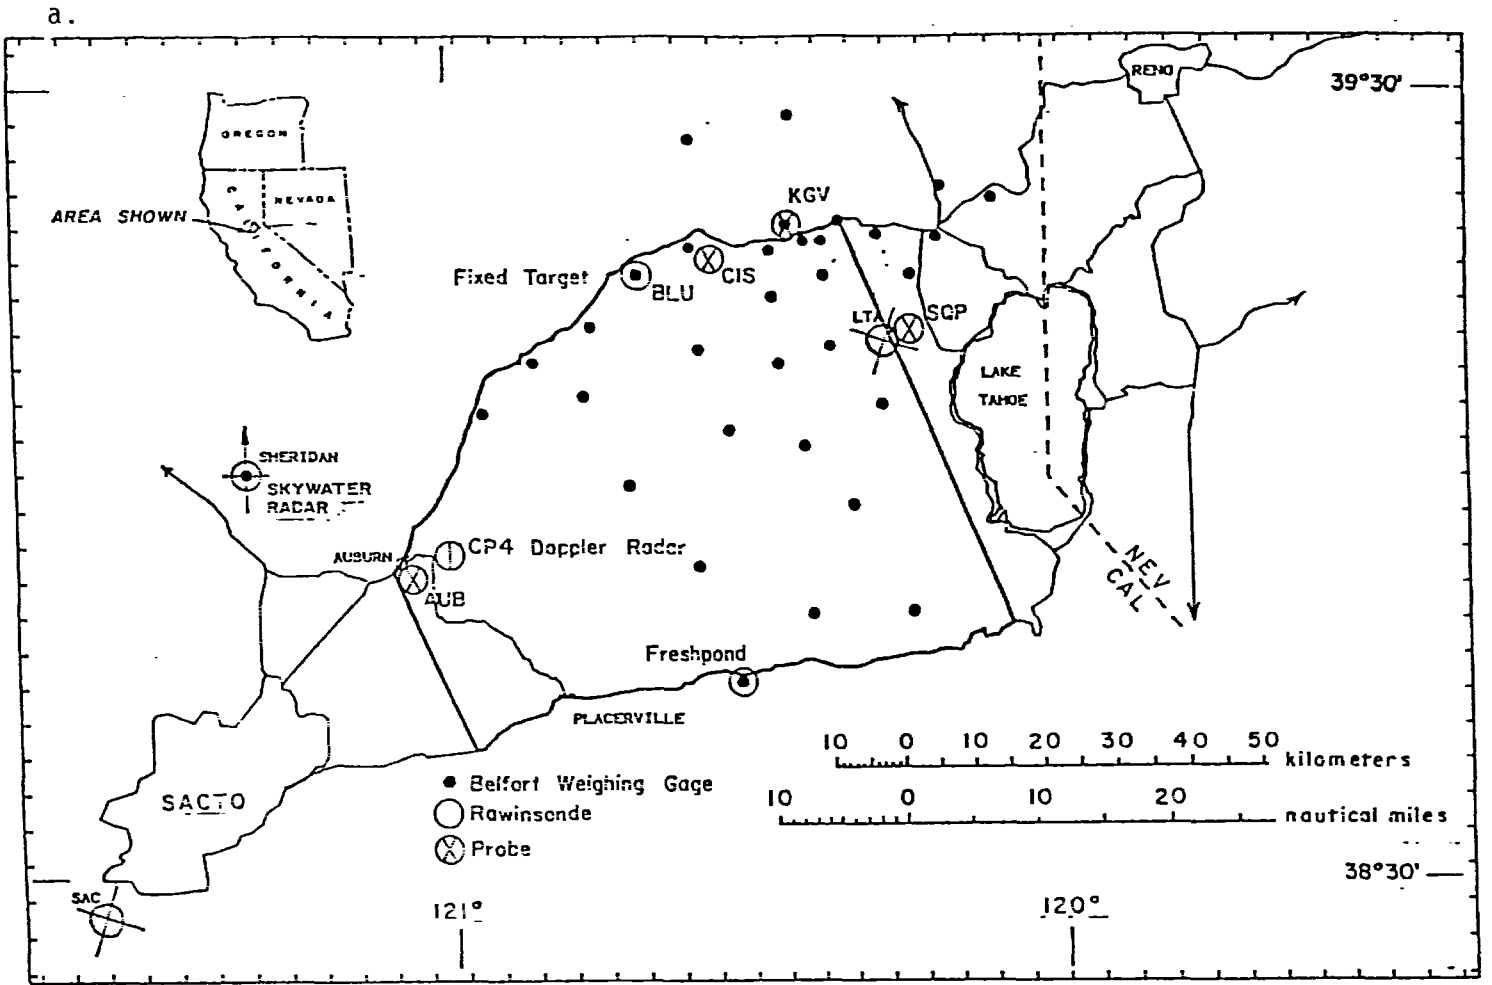 a.
RENO
39°30'
OREGON
NEVADA
CALIFORNIA
AREA SHOWN
KGV
Fixed Target
BLU
CIS
LTA
SCP
LAKE
TAHOE
SHERIDAN
SKYWATER
RADAR
AUBURN
CP4 Doppler Radar
AUB
NEV
CAL
Freshpond
PLACERVILLE
10 0 10 20 30 40 50 kilometers
10 0 10 20 nautical miles
SACTO
Belfort Weighing Gage
Rawinsonde
Probe
38°30'
SAC
121°
120°